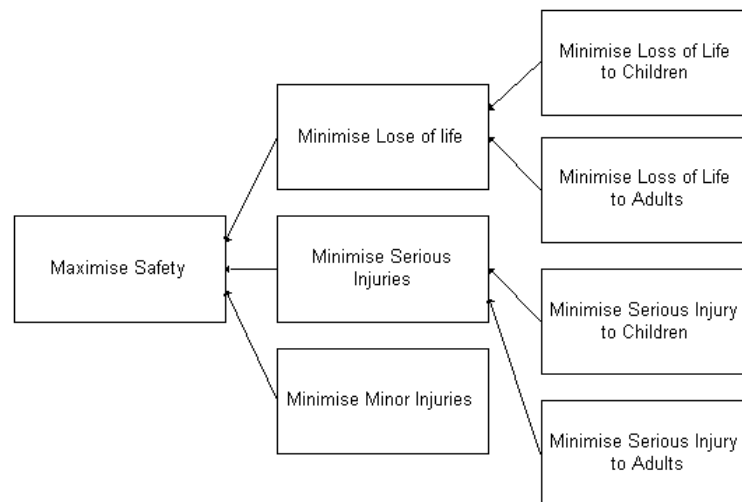 Minimise Loss of Life
to Children
Minimise Lose of life
Minimise Loss of Life
to Adults
Maximise Safety
Minimise Serious
Injuries
Minimise Serious Injury
to Children
Minimise Minor Injuries
Minimise Serious Injury
to Adults